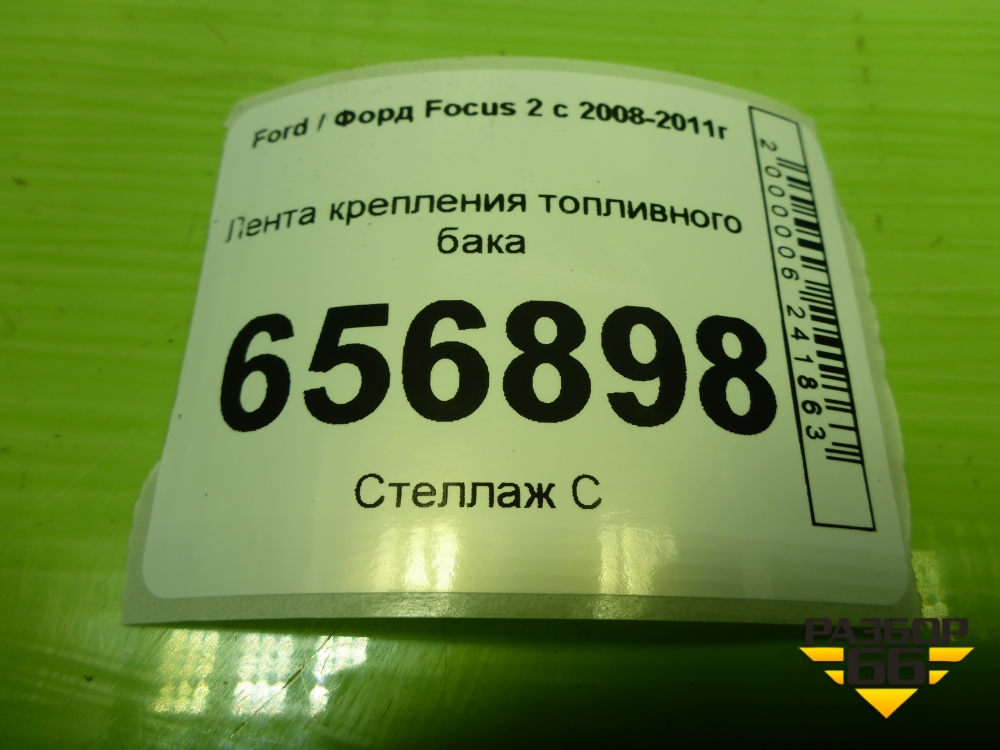 Ford / Форд Focus 2 с 2008-2011г
Лента крепления топливного
бака
656898
Стеллаж С
2000006241863
РАЗБОР
66